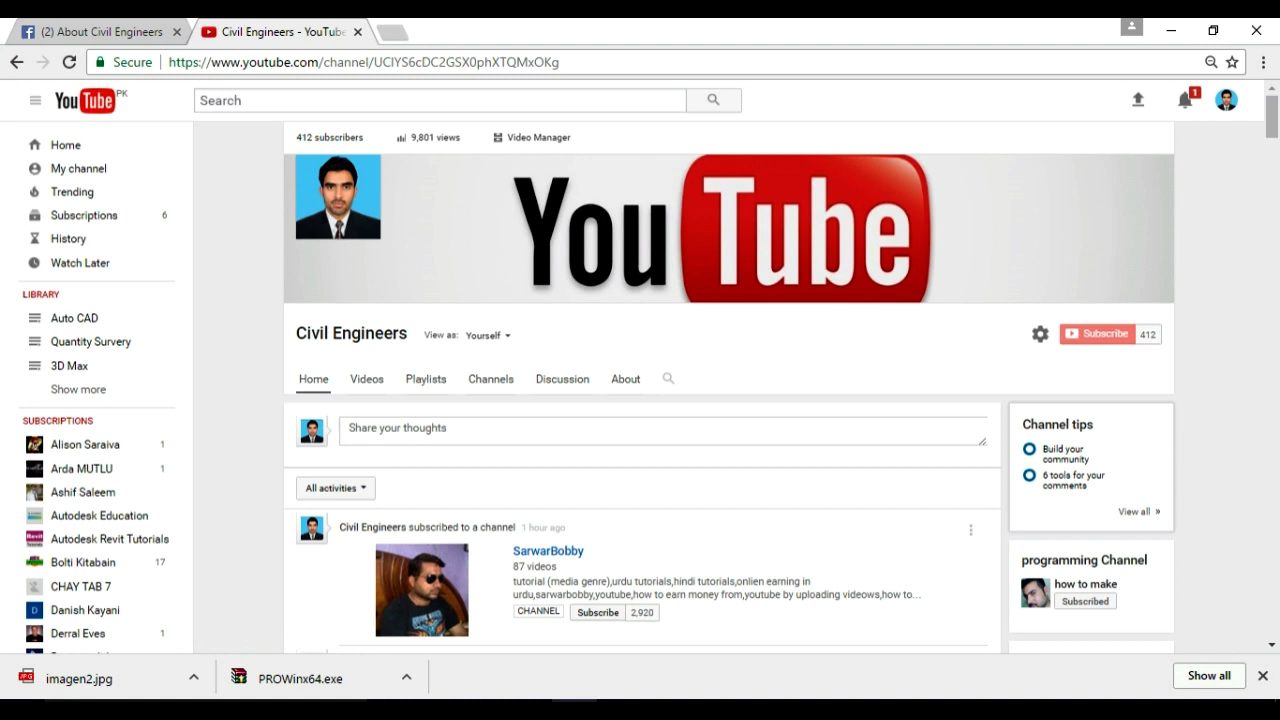 (2) About Civil Engineers
Civil Engineers - YouTube
Secure
https://www.youtube.com/channel/UCIYS6cDC2GSX0phXTQMxOKg
YouTube PK
Search
1
412 subscribers
9,801 views
Video Manager
Home
My channel
Trending
Subscriptions 6
History
Watch Later
LIBRARY
Auto CAD
Quantity Survery
3D Max
Show more
SUBSCRIPTIONS
Alison Saraiva 1
Arda MUTLU 1
Ashif Saleem
Autodesk Education
Autodesk Revit Tutorials
Bolti Kitabain 17
CHAY TAB 7
Danish Kayani
Derral Eves 1
YouTube
Civil Engineers
View as: Yourself
Subscribe 412
Home
Videos
Playlists
Channels
Discussion
About
Share your thoughts
All activities
Civil Engineers subscribed to a channel 1 hour ago
SarwarBobby
87 videos
tutorial (media genre),urdu tutorials,hindi tutorials,onlien earning in
urdu,sarwarbobby,youtube,how to earn money from,youtube by uploading videows,how to...
CHANNEL
Subscribe 2,920
Channel tips
Build your
community
6 tools for your
comments
View all »
programming Channel
how to make
Subscribed
imagen2.jpg
PROWinx64.exe
Show all